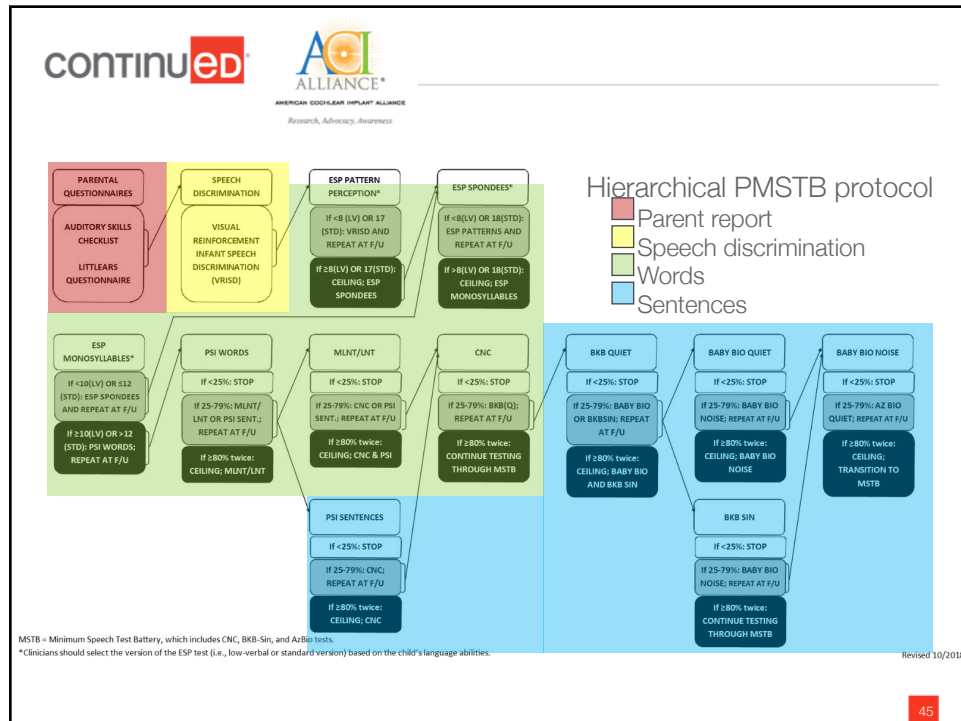 CONTINUED
ACI
ALLIANCE®
AMERICAN COCHLEAR IMPLANT ALLIANCE
Research, Advocacy, Awareness
Hierarchical PMSTB protocol
Parent report
Speech discrimination
Words
Sentences
PARENTAL
QUESTIONNAIRES
AUDITORY SKILLS
CHECKLIST
LITTLEARS
QUESTIONNAIRE
SPEECH
DISCRIMINATION
VISUAL
REINFORCEMENT
INFANT SPEECH
DISCRIMINATION
(VRISD)
ESP PATTERN
PERCEPTION*
If <8 (LV) OR 17
(STD): VRISD AND
REPEAT AT F/U
If ≥8(LV) OR 17(STD):
CEILING; ESP
SPONDEES
ESP SPONDEES*
If <8(LV) OR 18(STD):
ESP PATTERNS AND
REPEAT AT F/U
If >8(LV) OR 18(STD):
CEILING; ESP
MONOSYLLABLES
ESP
MONOSYLLABLES*
If <10(LV) OR ≤12
(STD): ESP SPONDEES
AND REPEAT AT F/U
If ≥10(LV) OR >12
(STD): PSI WORDS;
REPEAT AT F/U
PSI WORDS
If <25%: STOP
If 25-79%: MLNT/
LNT OR PSI SENT.;
REPEAT AT F/U
If ≥80% twice:
CEILING; MLNT/LNT
MLNT/LNT
If <25%: STOP
If 25-79%: CNC OR PSI
SENT.; REPEAT AT F/U
If ≥80% twice:
CEILING; CNC & PSI
CNC
If <25%: STOP
If 25-79%: BKB(Q);
REPEAT AT F/U
If ≥80% twice:
CONTINUE TESTING
THROUGH MSTB
BKB QUIET
If <25%: STOP
If 25-79%: BABY BIO
OR BKBSIN; REPEAT
AT F/U
If ≥80% twice:
CEILING; BABY BIO
AND BKB SIN
BABY BIO QUIET
If <25%: STOP
If 25-79%: BABY BIO
NOISE; REPEAT AT F/U
If ≥80% twice:
CEILING; BABY BIO
NOISE
BABY BIO NOISE
If <25%: STOP
If 25-79%: AZ BIO
QUIET; REPEAT AT F/U
If ≥80% twice:
CEILING;
TRANSITION TO
MSTB
PSI SENTENCES
If <25%: STOP
If 25-79%: CNC;
REPEAT AT F/U
If ≥80% twice:
CEILING; CNC
BKB SIN
If <25%: STOP
If 25-79%: BABY BIO
NOISE; REPEAT AT F/U
If ≥80% twice:
CONTINUE TESTING
THROUGH MSTB
MSTB = Minimum Speech Test Battery, which includes CNC, BKB-Sin, and AzBio tests.
*Clinicians should select the version of the ESP test (i.e., low-verbal or standard version) based on the child's language abilities.
Revised 10/2018
45